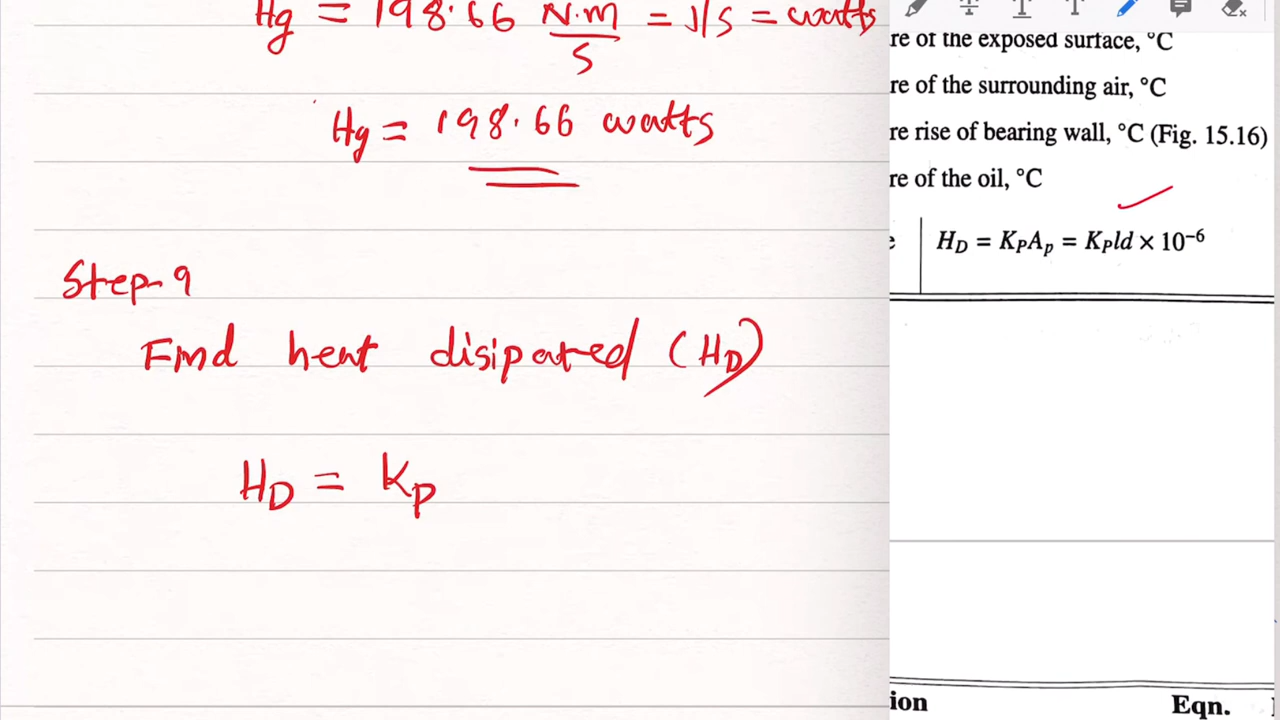 Hg = 198.66 N.m/s = J/s = watts
Hg = 198.66 watts
Step-9
Find heat disipated (HD)
HD = Kp
re of the exposed surface, °C
re of the surrounding air, °C
re rise of bearing wall, °C (Fig. 15.16)
re of the oil, °C
HD = KPAp = KPld × 10⁻⁶
ion Eqn.